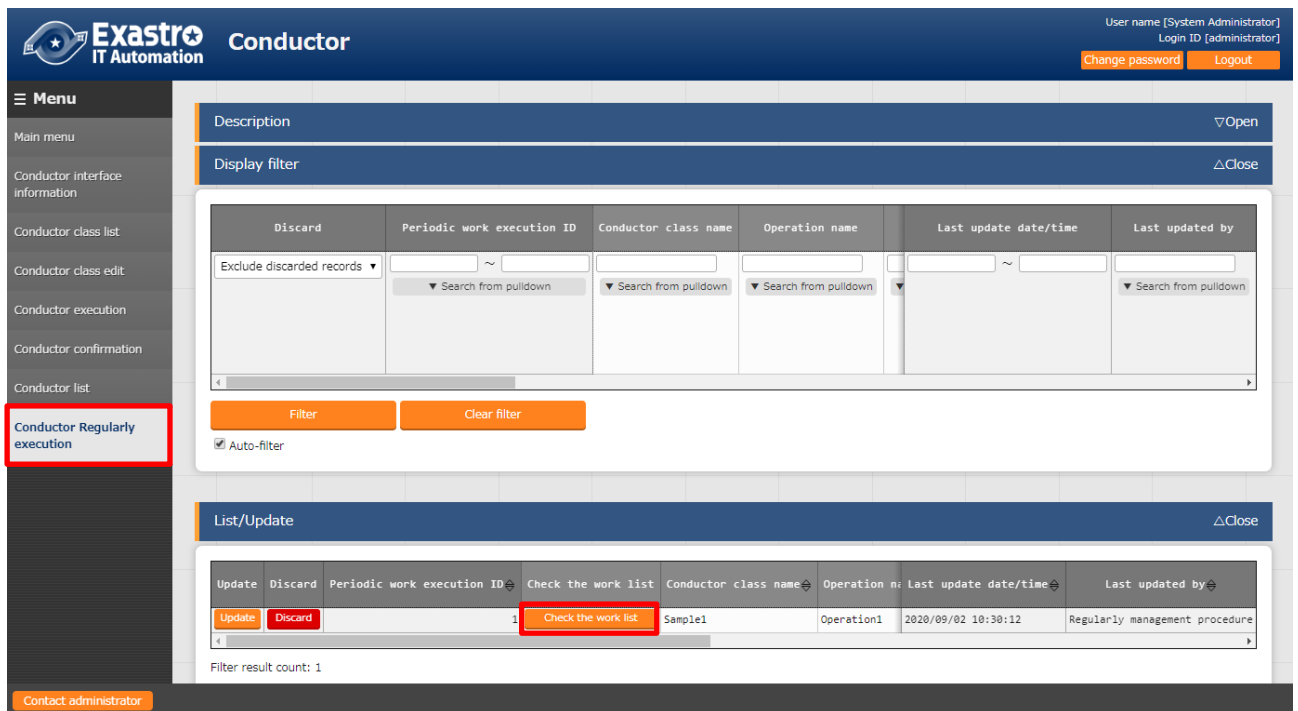 Exastro
IT Automation
Conductor
User name [System Administrator]
Login ID [administrator]
Change password
Logout
☰ Menu
Main menu
Conductor interface
information
Conductor class list
Conductor class edit
Conductor execution
Conductor confirmation
Conductor list
Conductor Regularly
execution
Description
▽Open
Display filter
△Close
Discard Periodic work execution ID Conductor class name Operation name Last update date/time Last updated by
Exclude discarded records ▼ ~ ~
▼ Search from pulldown ▼ Search from pulldown ▼ Search from pulldown ▼ ▼ Search from pulldown
Filter
Clear filter
Auto-filter
List/Update
△Close
Update Discard Periodic work execution ID Check the work list Conductor class name Operation na Last update date/time Last updated by
Update Discard 1 Check the work list Sample1 Operation1 2020/09/02 10:30:12 Regularly management procedure
Filter result count: 1
Contact administrator